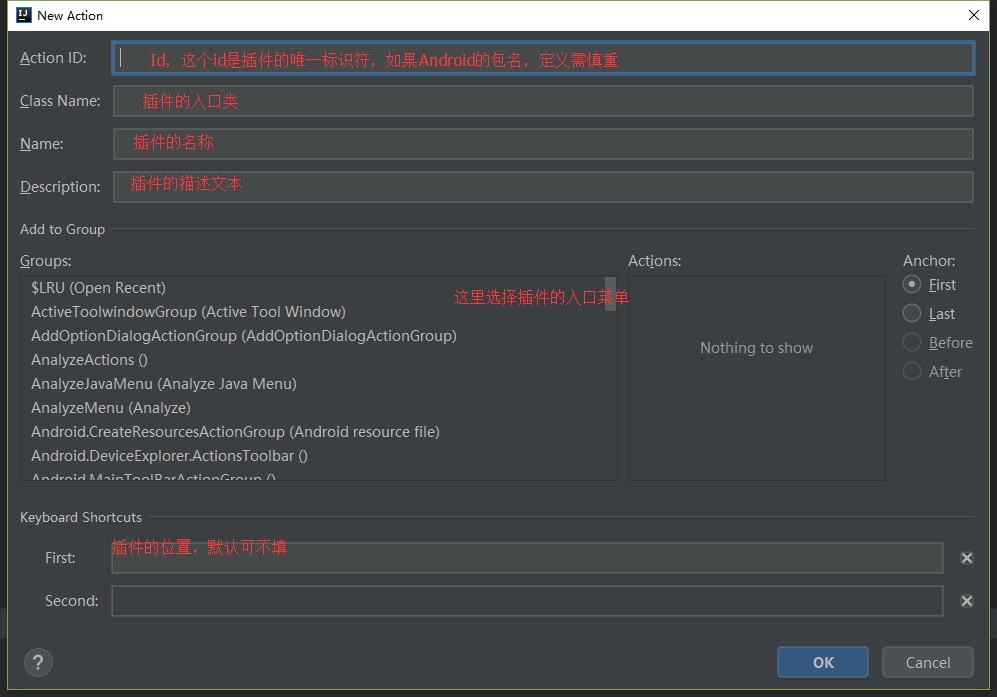 New Action
Action ID: Id，这个id是插件的唯一标识符，如果Android的包名，定义需慎重
Class Name: 插件的入口类
Name: 插件的名称
Description: 插件的描述文本
Add to Group
Groups: Actions: Anchor:
$LRU (Open Recent) 这里选择插件的入口菜单 First
ActiveToolwindowGroup (Active Tool Window) Last
AddOptionDialogActionGroup (AddOptionDialogActionGroup)
Nothing to show Before
AnalyzeActions ()
After
AnalyzeJavaMenu (Analyze Java Menu)
AnalyzeMenu (Analyze)
Android.CreateResourcesActionGroup (Android resource file)
Android.DeviceExplorer.ActionsToolbar ()
Android.MainToolBarActionGroup ()
Keyboard Shortcuts
First: 插件的位置，默认可不填
Second:
? OK Cancel